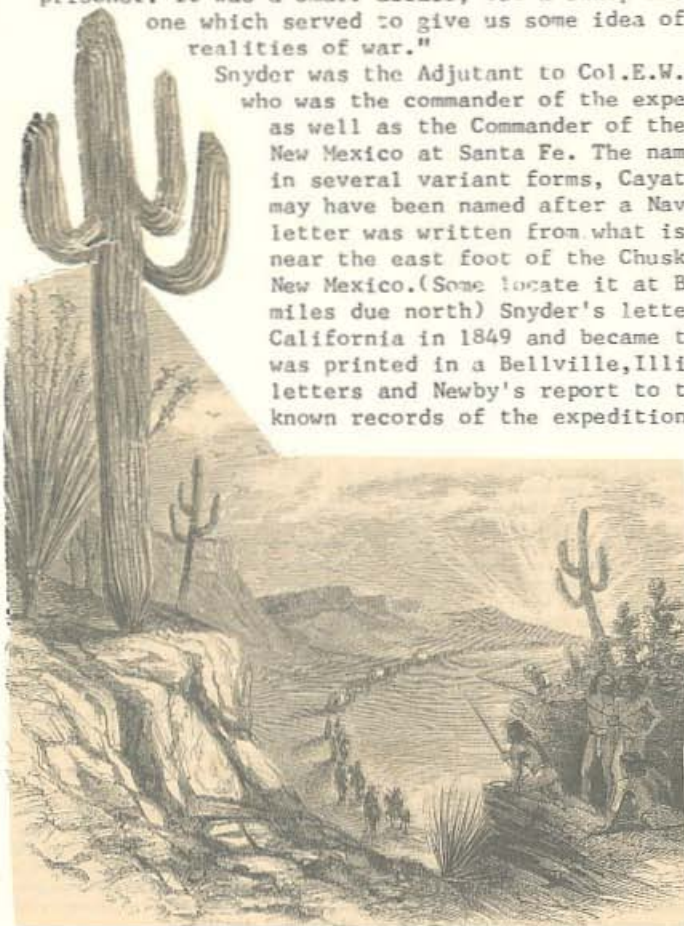 one which served to give us some idea of
realities of war."
Snyder was the Adjutant to Col.E.W.
who was the commander of the expe
as well as the Commander of the
New Mexico at Santa Fe. The nam
in several variant forms, Cayat
may have been named after a Nav
letter was written from what is
near the east foot of the Chusk
New Mexico.(Some locate it at B
miles due north) Snyder's lette
California in 1849 and became t
was printed in a Bellville,Illi
letters and Newby's report to t
known records of the expedition